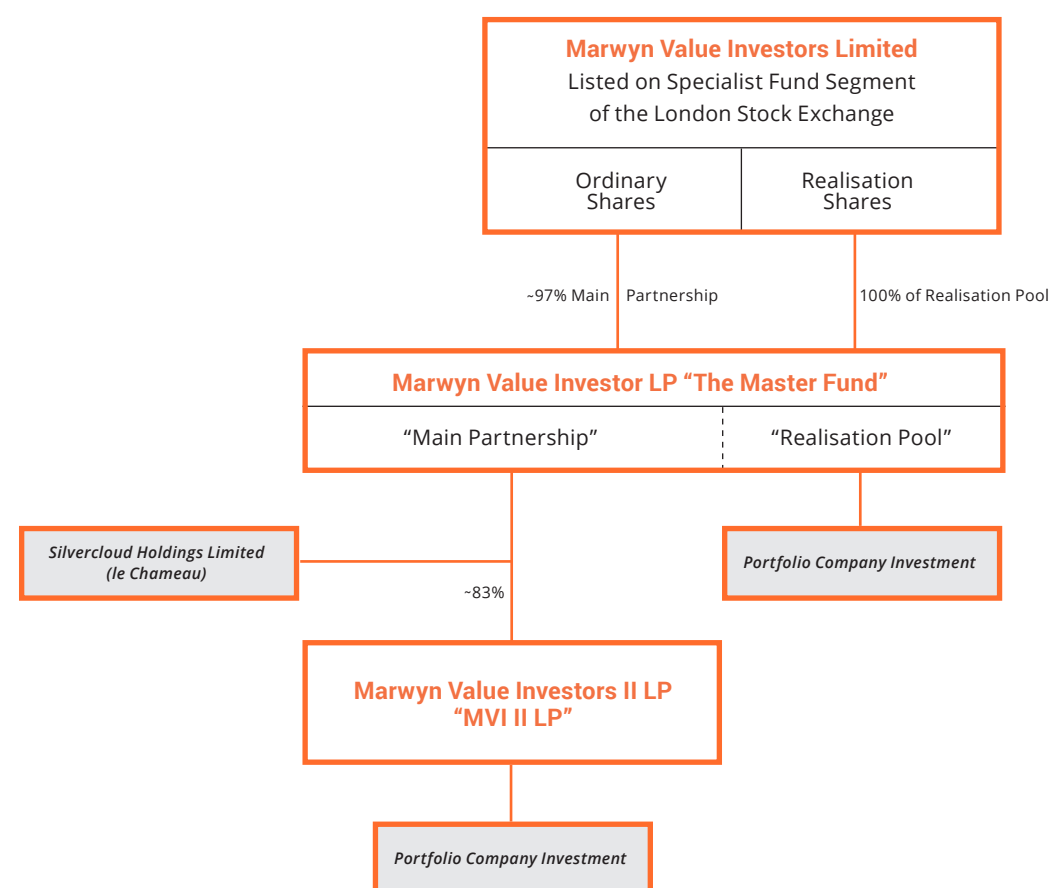 Marwyn Value Investors Limited
Listed on Specialist Fund Segment
of the London Stock Exchange
Ordinary
Shares
Realisation
Shares
~97% Main Partnership
100% of Realisation Pool
Marwyn Value Investor LP “The Master Fund”
“Main Partnership”
“Realisation Pool”
Silvercloud Holdings Limited
(le Chameau)
Portfolio Company Investment
~83%
Marwyn Value Investors II LP
“MVI II LP”
Portfolio Company Investment